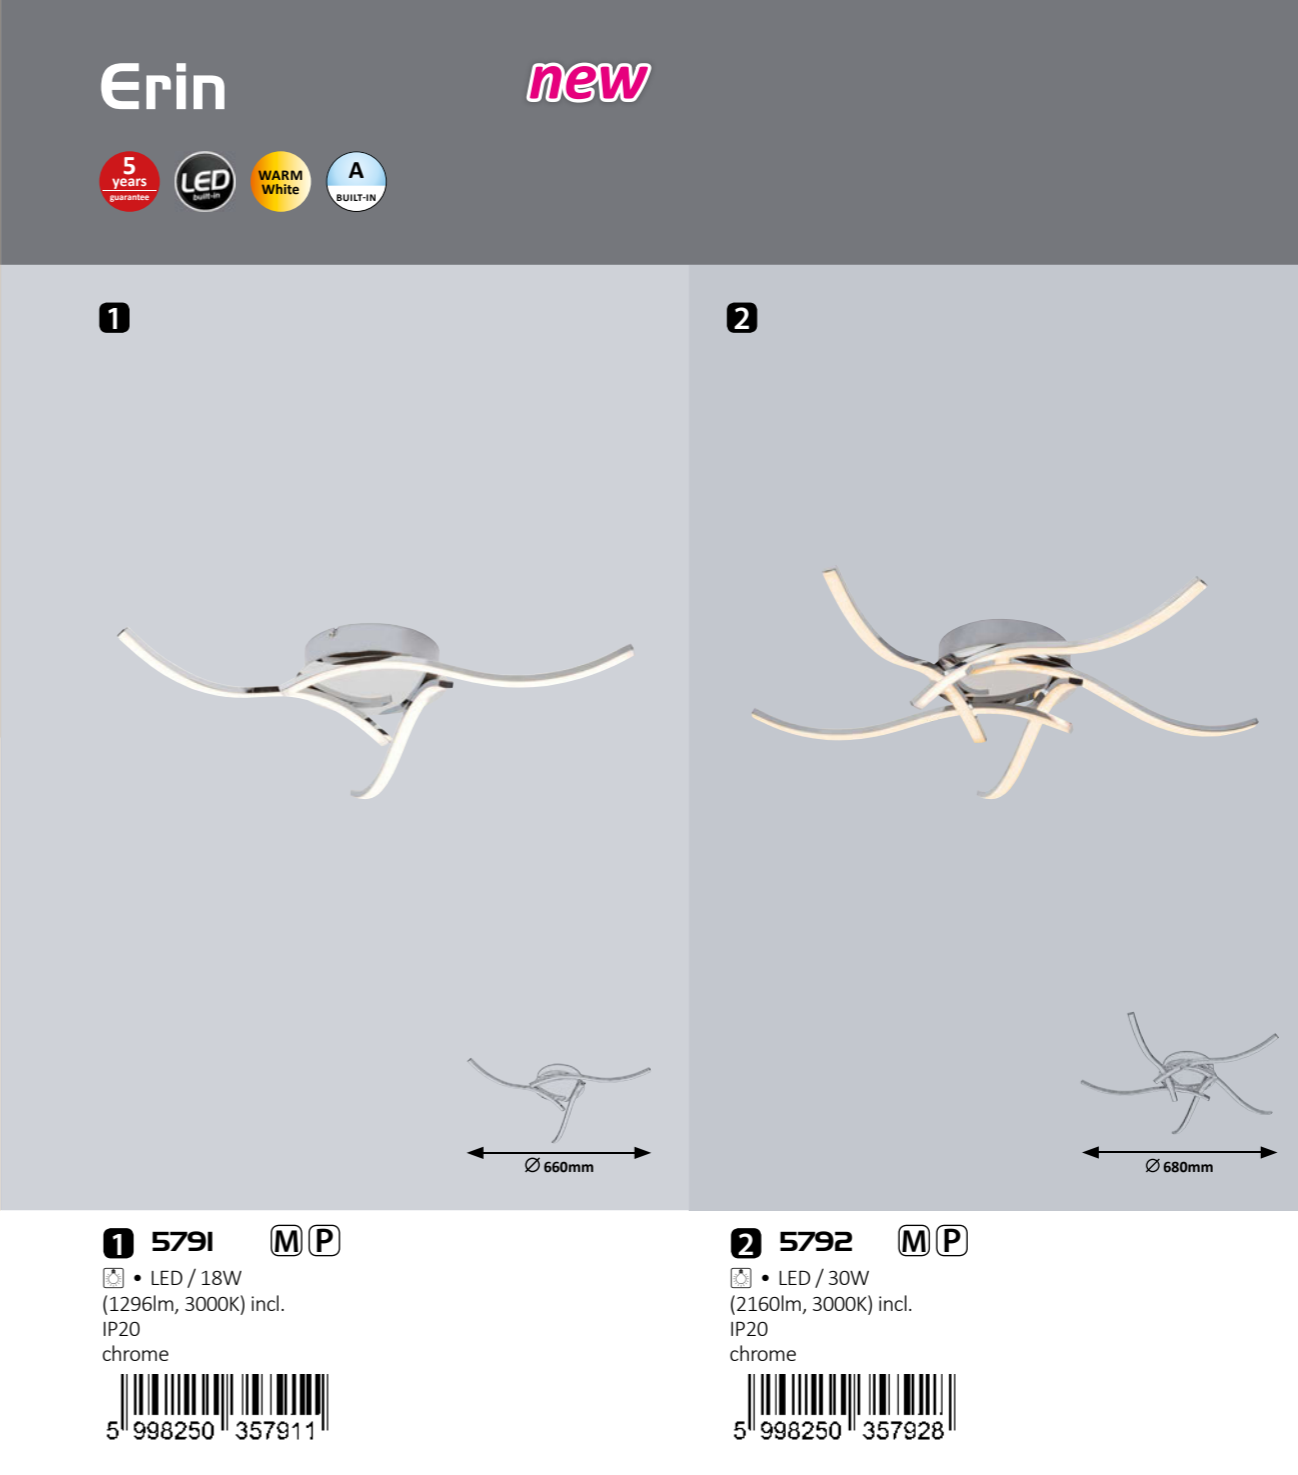 Erin
new
5
years
guarantee
LED
built-in
WARM
White
A
BUILT-IN
1
2
Ø 660mm
Ø 680mm
1 5791 M P
• LED / 18W
(1296lm, 3000K) incl.
IP20
chrome
5 998250 357911
2 5792 M P
• LED / 30W
(2160lm, 3000K) incl.
IP20
chrome
5 998250 357928